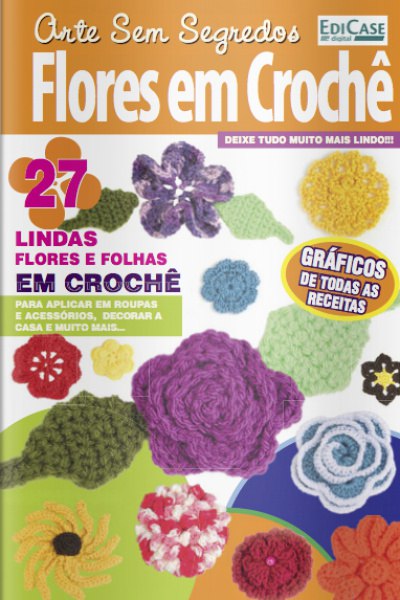 Arte Sem Segredos
EDICASE
digital
Flores em Crochê
DEIXE TUDO MUITO MAIS LINDO!!!
27
LINDAS
FLORES E FOLHAS
EM CROCHÊ
PARA APLICAR EM ROUPAS
E ACESSÓRIOS, DECORAR A
CASA E MUITO MAIS...
GRÁFICOS
DE TODAS AS
RECEITAS